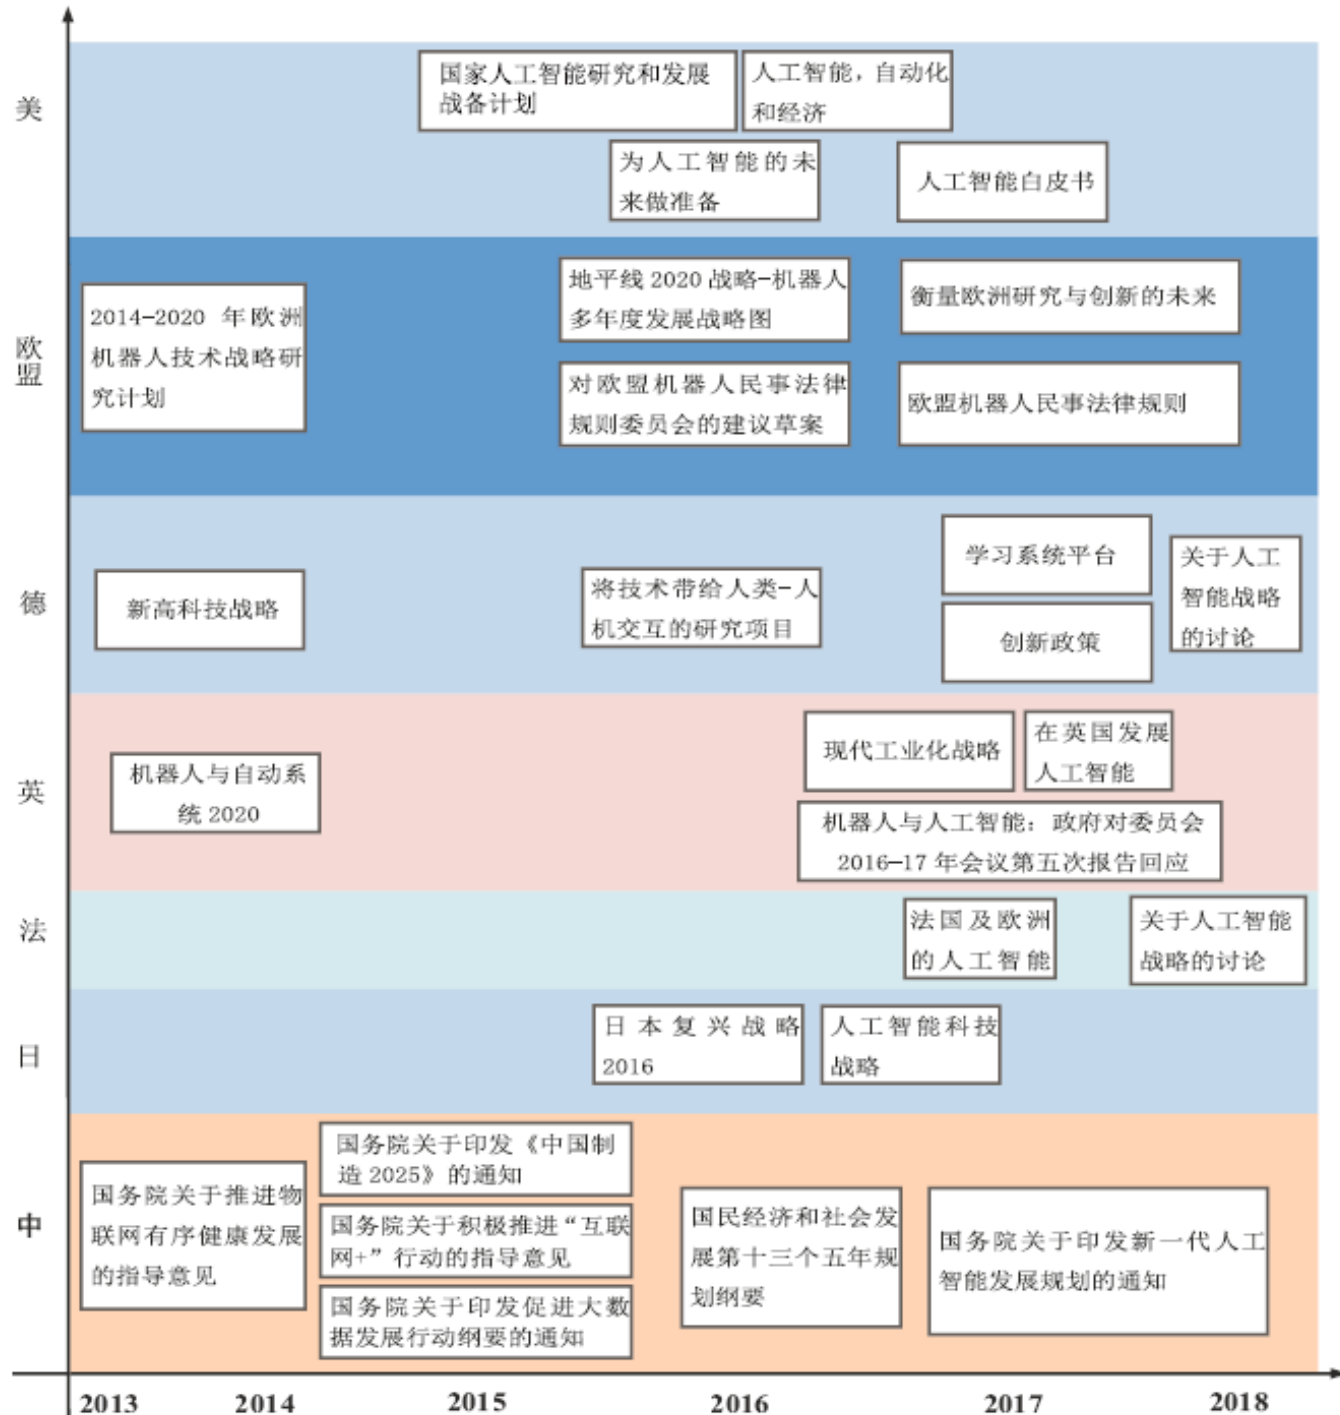 美
国家人工智能研究和发展
战备计划
人工智能，自动化
和经济
为人工智能的未
来做准备
人工智能白皮书
欧
盟
2014—2020 年欧洲
机器人技术战略研
究计划
地平线 2020 战略-机器人
多年度发展战略图
对欧盟机器人民事法律
规则委员会的建议草案
衡量欧洲研究与创新的未来
欧盟机器人民事法律规则
德
新高科技战略
将技术带给人类-人
机交互的研究项目
学习系统平台
创新政策
关于人工
智能战略
的讨论
英
机器人与自动系
统 2020
现代工业化战略
在英国发展
人工智能
机器人与人工智能：政府对委员会
2016—17 年会议第五次报告回应
法
法国及欧洲
的人工智能
关于人工智能
战略的讨论
日
日本复兴战略
2016
人工智能科技
战略
中
国务院关于推进物
联网有序健康发展
的指导意见
国务院关于印发《中国制
造 2025》的通知
国务院关于积极推进“互联
网+”行动的指导意见
国务院关于印发促进大数
据发展行动纲要的通知
国民经济和社会发
展第十三个五年规
划纲要
国务院关于印发新一代人工
智能发展规划的通知
2013 2014 2015 2016 2017 2018